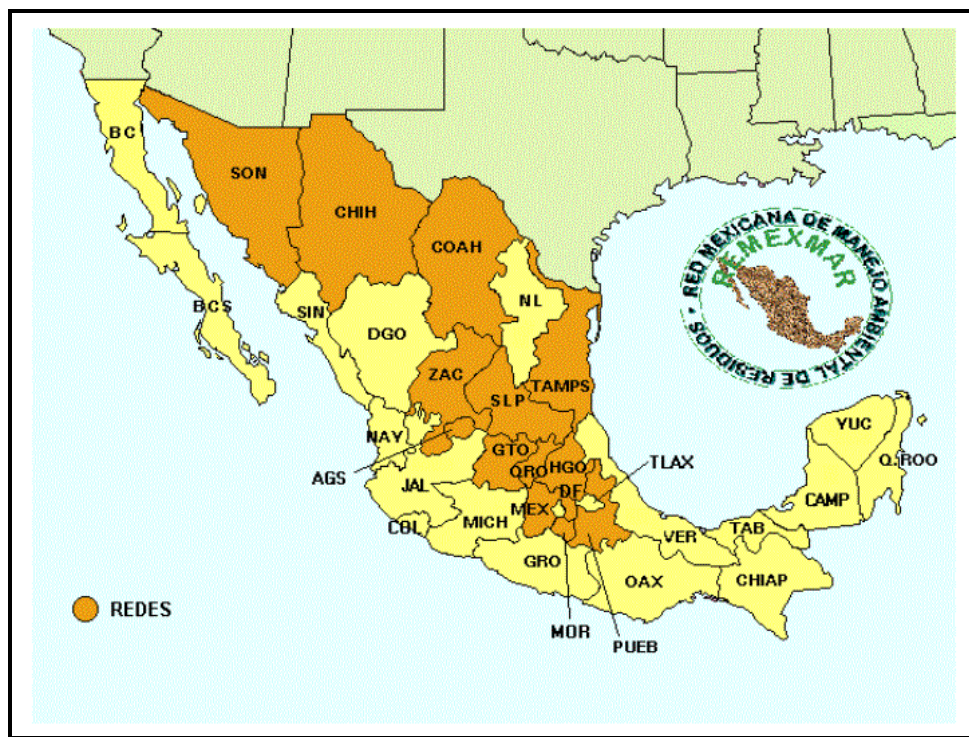 BC
SON
CHIH
COAH
BCS
SIN
DGO
NL
ZAC
SLP
TAMPS
NAY
AGS
GTO
QRO
HGO
TLAX
JAL
DF
MEX
COL
MICH
VER
GRO
OAX
MOR
PUEB
TAB
CHIAP
CAMP
YUC
Q.ROO
RED MEXICANA DE MANEJO AMBIENTAL DE RESIDUOS •
REMEXMAR
REDES